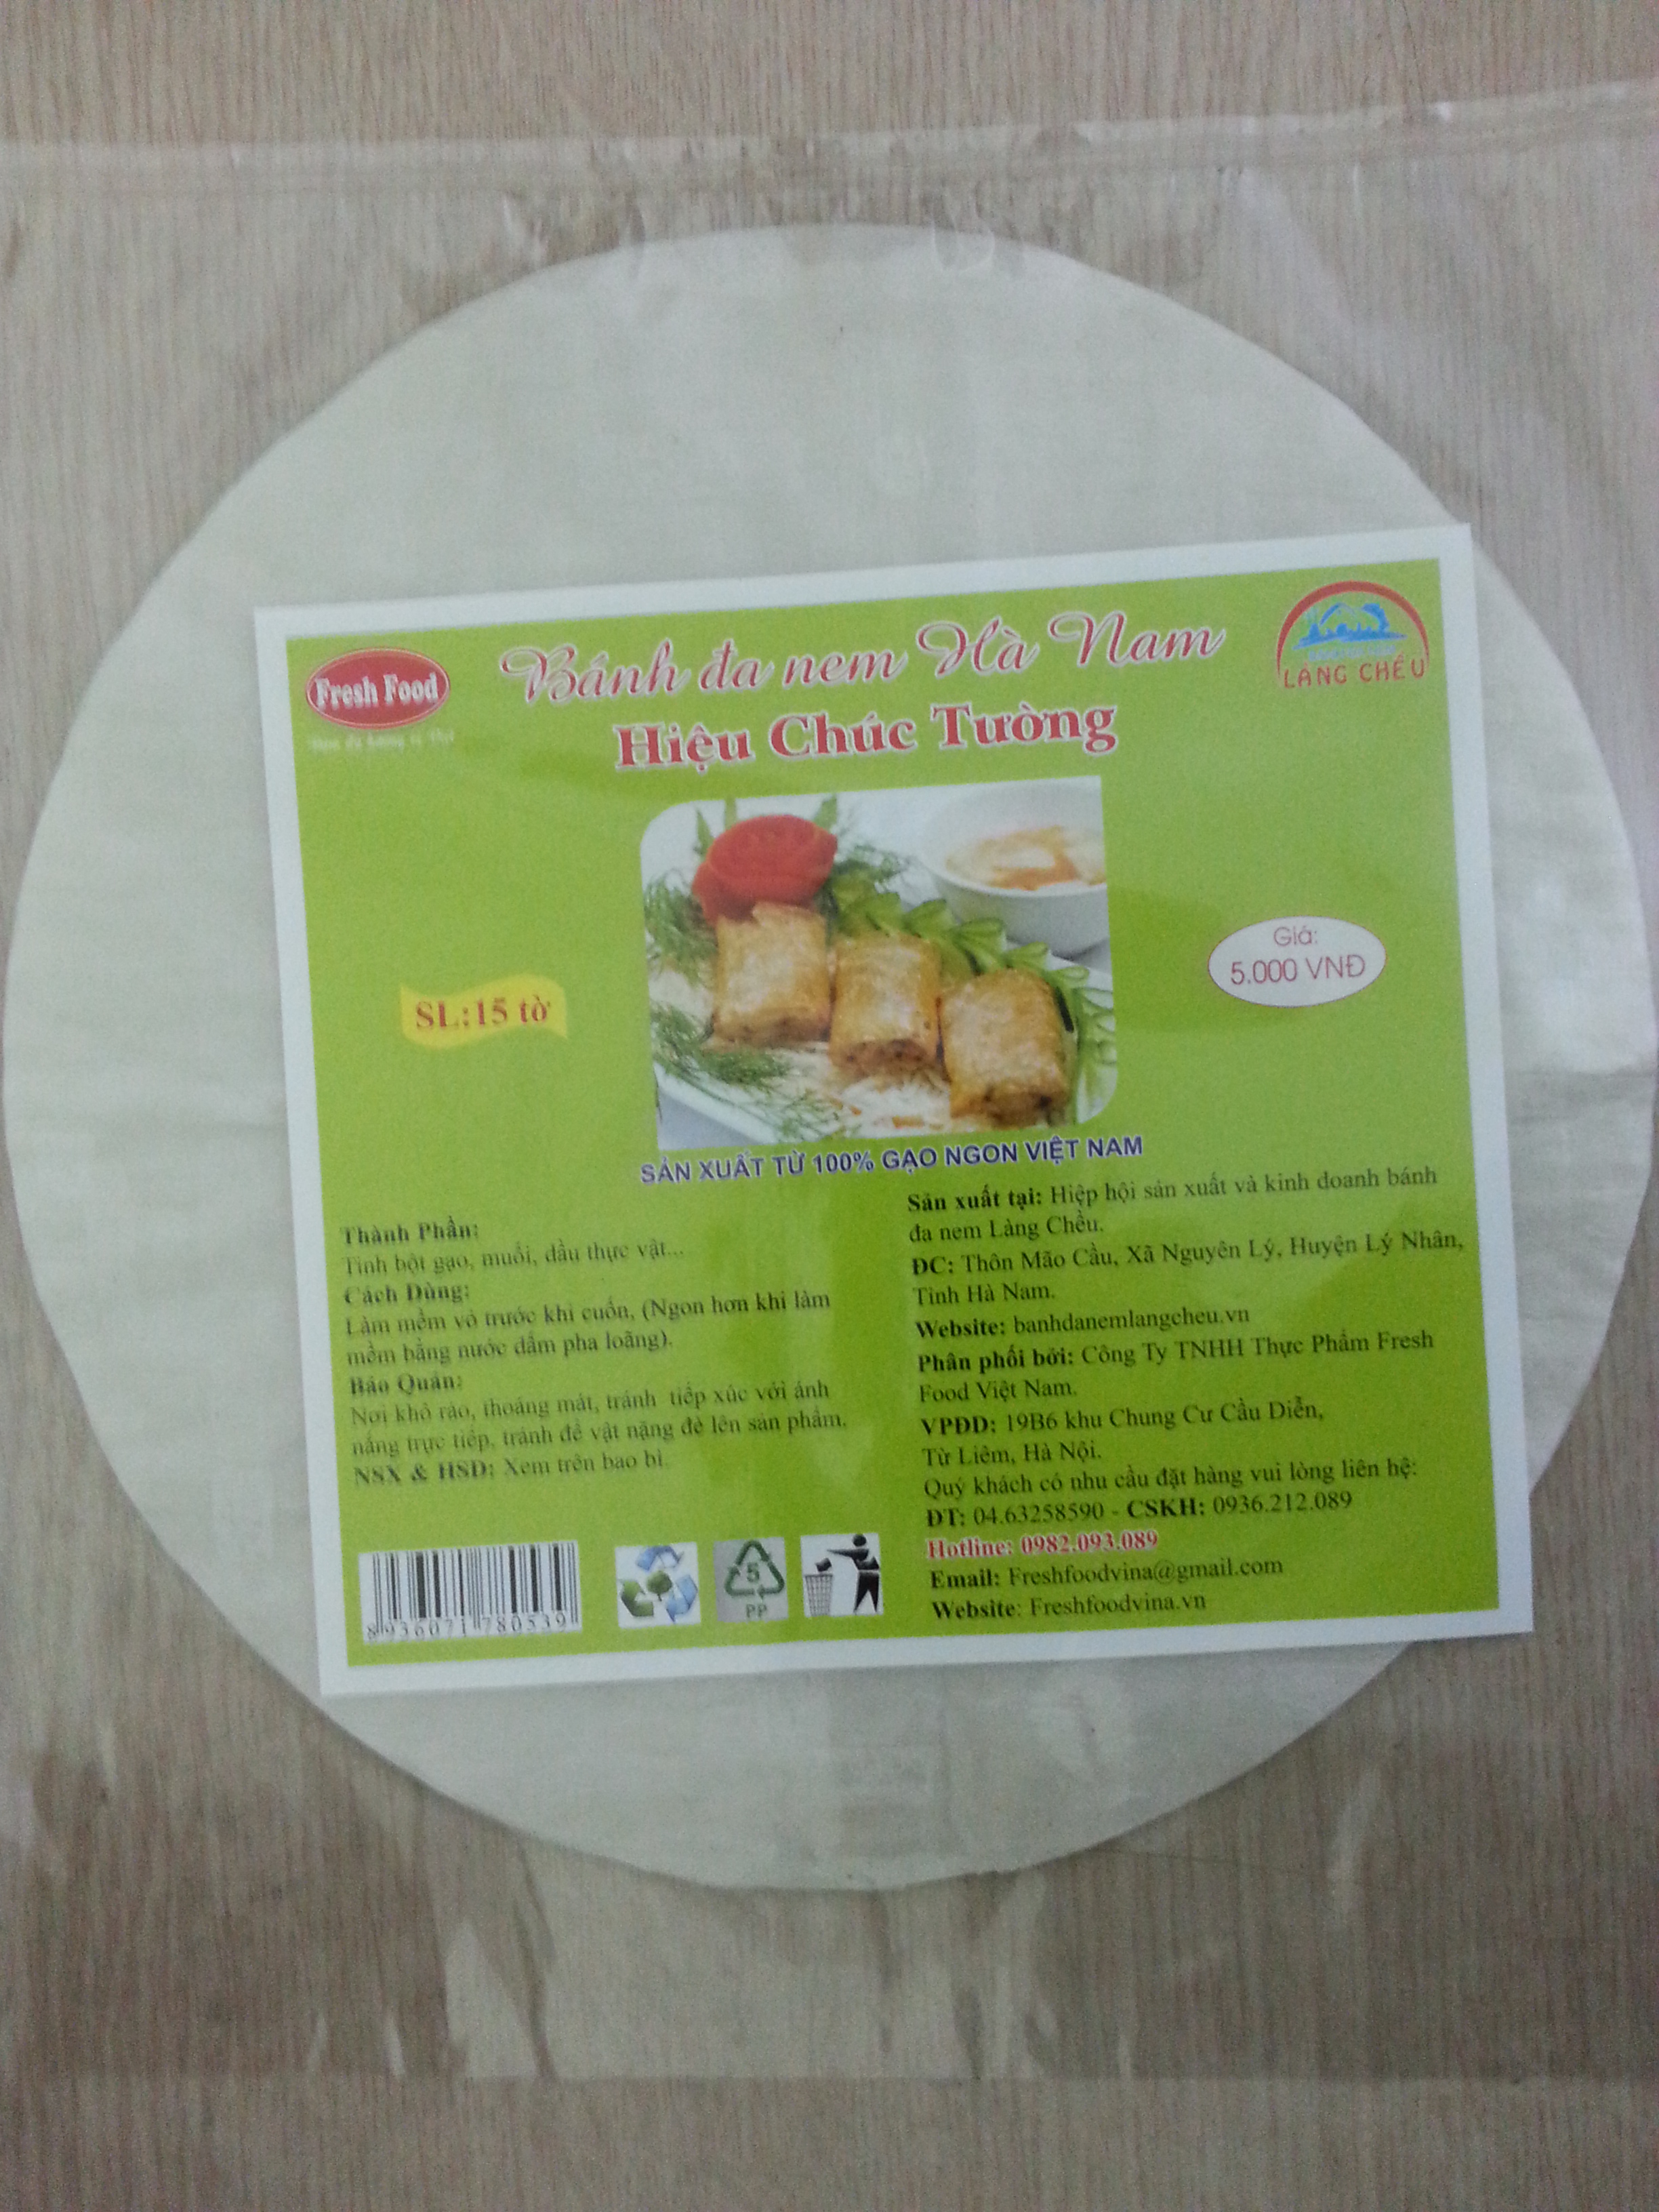 Fresh Food
Bánh đa nem Hà Nam
Hiệu Chúc Tường
LÀNG CHỀU
SL:15 tờ
Giá:
5.000 VNĐ
SẢN XUẤT TỪ 100% GẠO NGON VIỆT NAM
Thành Phần:
Tinh bột gạo, muối, dầu thực vật...
Cách Dùng:
Làm mềm vỏ trước khi cuốn, (Ngon hơn khi làm
mềm bằng nước dấm pha loãng).
Bảo Quản:
Nơi khô ráo, thoáng mát, tránh tiếp xúc với ánh
nắng trực tiếp, tránh để vật nặng đè lên sản phẩm.
NSX & HSD: Xem trên bao bì.
8936071780539
5
PP
Sản xuất tại: Hiệp hội sản xuất và kinh doanh bánh
đa nem Làng Chều.
ĐC: Thôn Mão Cầu, Xã Nguyên Lý, Huyện Lý Nhân,
Tỉnh Hà Nam.
Website: banhdanemlangcheu.vn
Phân phối bởi: Công Ty TNHH Thực Phẩm Fresh
Food Việt Nam.
VPĐD: 19B6 khu Chung Cư Cầu Diễn,
Từ Liêm, Hà Nội.
Quý khách có nhu cầu đặt hàng vui lòng liên hệ:
ĐT: 04.63258590 - CSKH: 0936.212.089
Hotline: 0982.093.089
Email: Freshfoodvina@gmail.com
Website: Freshfoodvina.vn